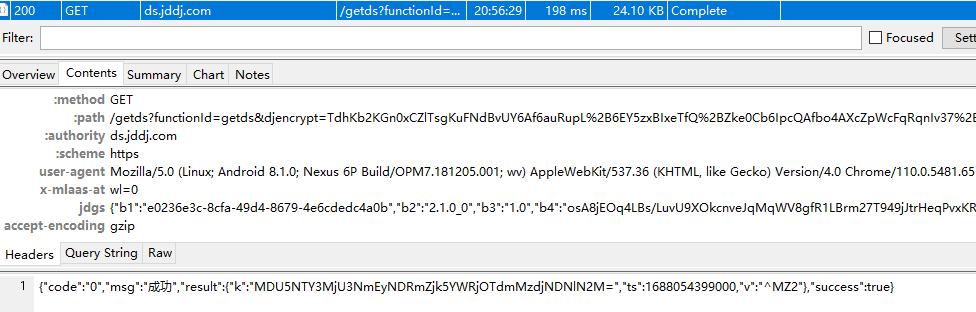 200 GET ds.jddj.com /getds?functionId=... 20:56:29 198 ms 24.10 KB Complete
Filter: Focused Sett
Overview Contents Summary Chart Notes
:method GET
:path /getds?functionId=getds&djencrypt=TdhKb2KGn0xCZlTsgKuFNdBvUY6Af6auRupL%2B6EY5zxBIxeTfQ%2BZke0Cb6IpcQAfbo4AXcZpWcFqRqnIv37%2B
:authority ds.jddj.com
:scheme https
user-agent Mozilla/5.0 (Linux; Android 8.1.0; Nexus 6P Build/OPM7.181205.001; wv) AppleWebKit/537.36 (KHTML, like Gecko) Version/4.0 Chrome/110.0.5481.65
x-mlaas-at wl=0
jdgs {"b1":"e0236e3c-8cfa-49d4-8679-4e6cdedc4a0b","b2":"2.1.0_0","b3":"1.0","b4":"osA8jEOq4LBs/LuvU9XOkcnveJqMqWV8gfR1LBrm27T949jJtrHeqPvxKR
accept-encoding gzip
Headers Query String Raw
1 {"code":"0","msg":"成功","result":{"k":"MDU5NTY3MjU3NmEyNDRmZjk5YWRjOTdmMzdjNDNlN2M=","ts":1688054399000,"v":"^MZ2"},"success":true}